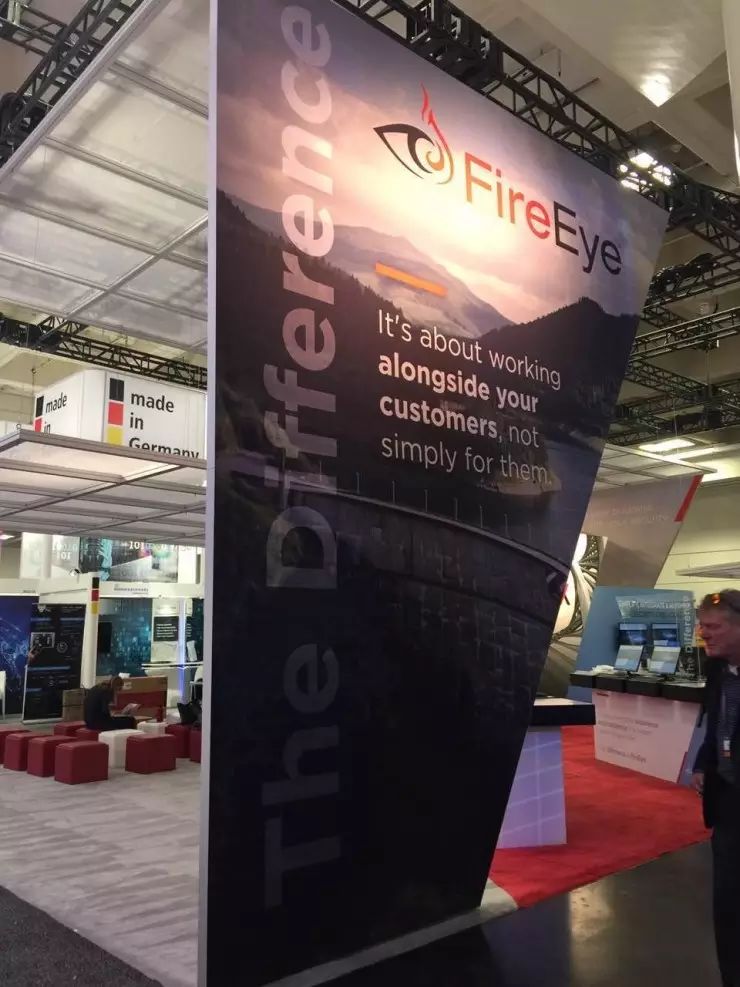 The Difference
FireEye
It's about working
alongside your
customers, not
simply for them.
made
in
made
in
Germany